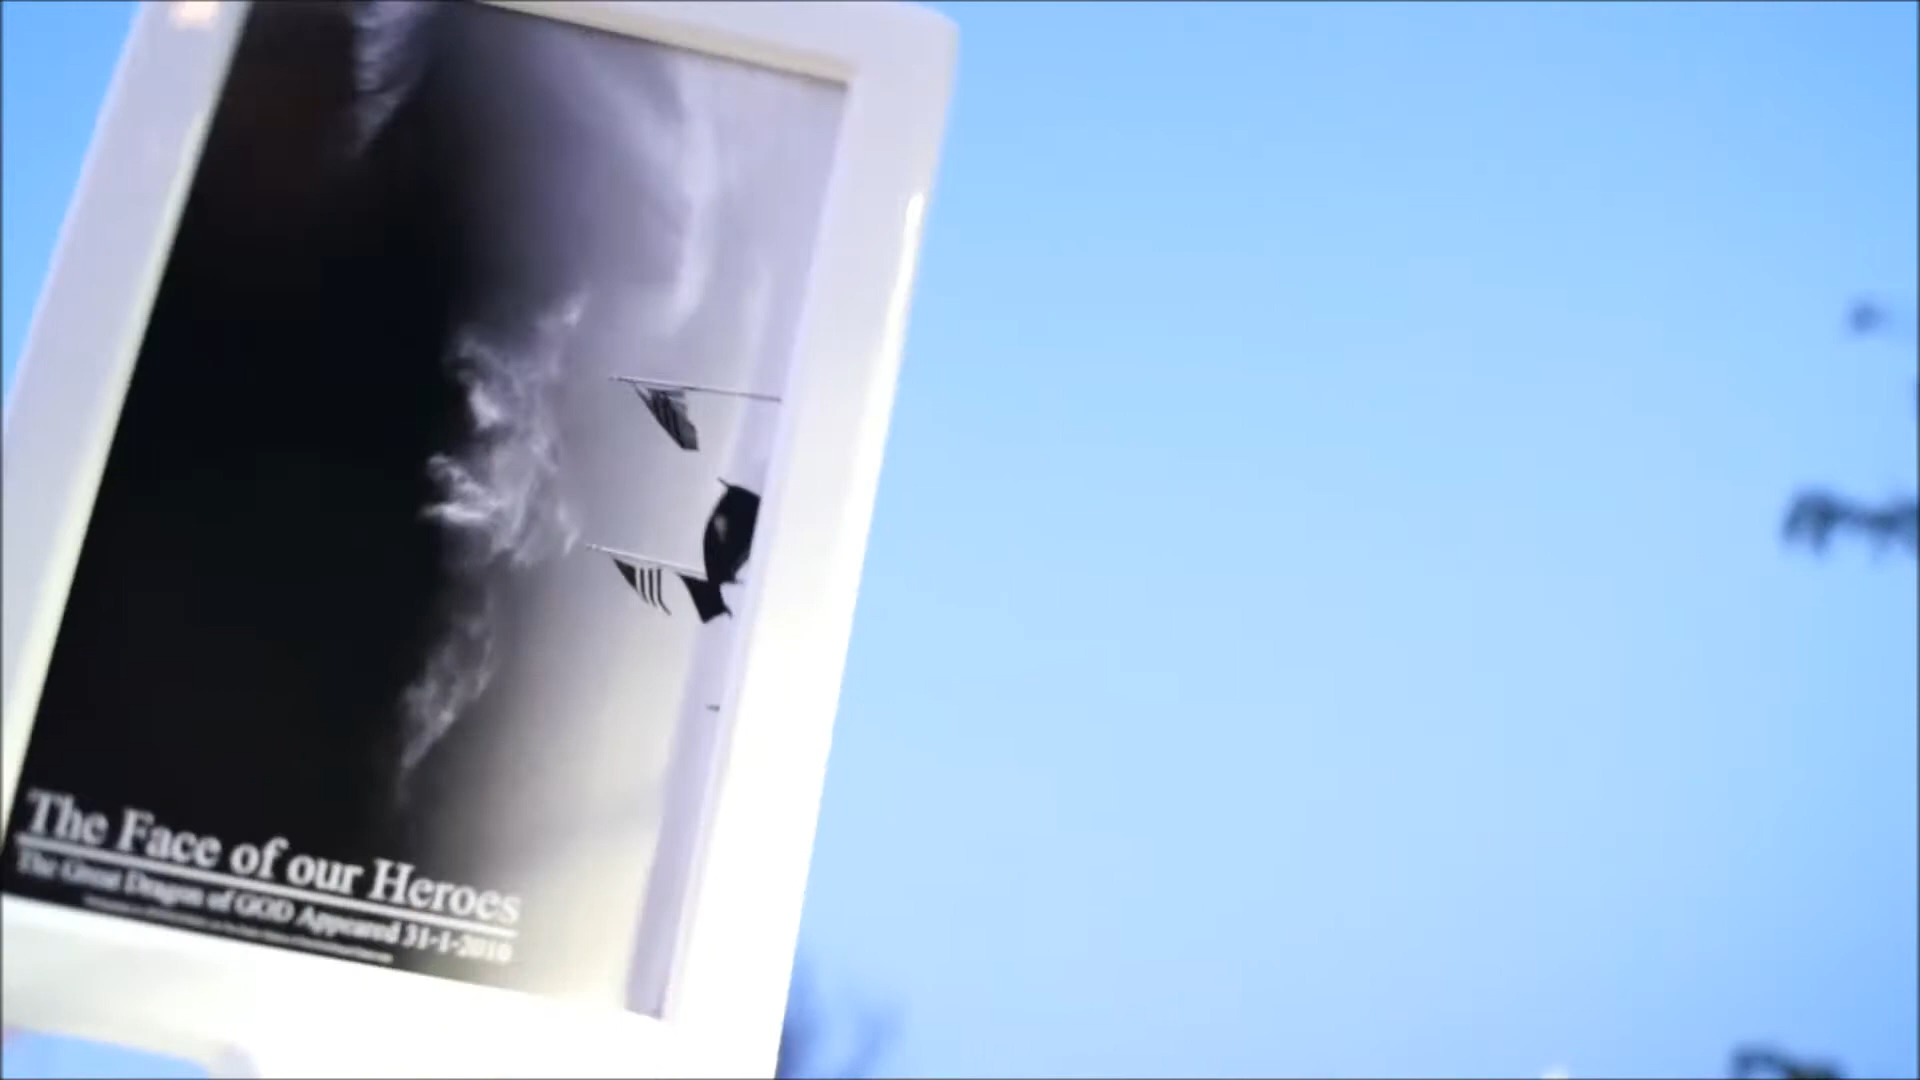 The Face of our Heroes
The Great Dragon of GOD Appeared 31-1-2010